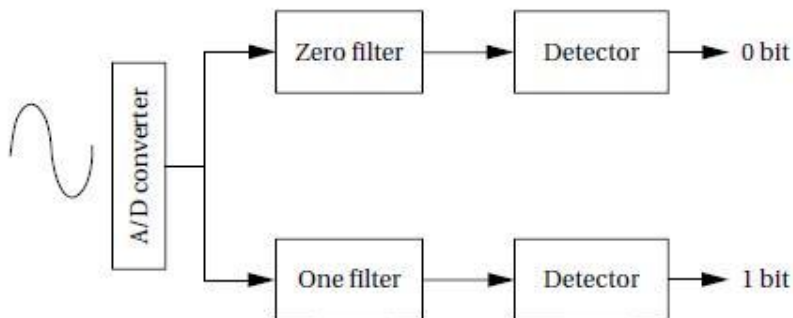 Zero filter
Detector
0 bit
A/D converter
One filter
Detector
1 bit